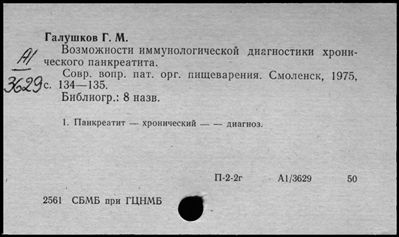 Галушков Г. М.
Возможности иммунологической диагностики хрони-
ческого панкреатита.
A1
3629
Совр. вопр. пат. орг. пищеварения. Смоленск, 1975,
с. 134—135.
Библиогр.: 8 назв.
1. Панкреатит — хронический — — диагноз.
П-2-2г А1/3629 50
2561 СБМБ при ГЦНМБ